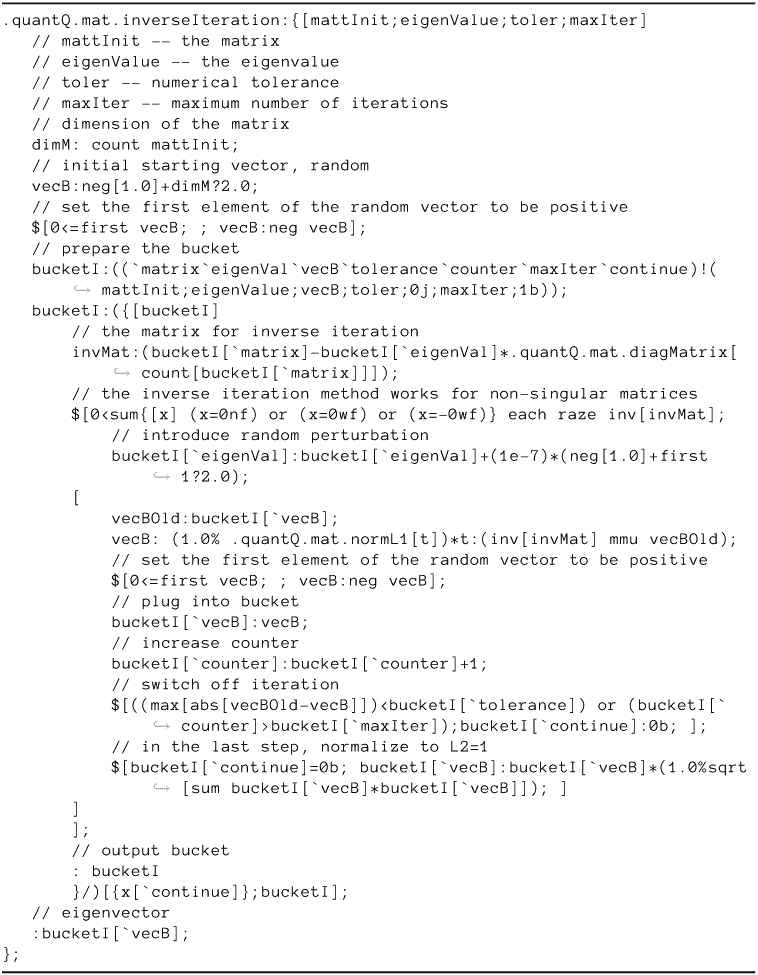 .quantQ.mat.inverseIteration:{[mattInit;eigenValue;toler;maxIter]
// mattInit -- the matrix
// eigenValue -- the eigenvalue
// toler -- numerical tolerance
// maxIter -- maximum number of iterations
// dimension of the matrix
dimM: count mattInit;
// initial starting vector, random
vecB:neg[1.0]+dimM?2.0;
// set the first element of the random vector to be positive
$[0<=first vecB; ; vecB:neg vecB];
// prepare the bucket
bucketI:((`matrix`eigenVal`vecB`tolerance`counter`maxIter`continue)!(
↪ mattInit;eigenValue;vecB;toler;0j;maxIter;1b));
bucketI:({[bucketI]
// the matrix for inverse iteration
invMat:(bucketI[`matrix]-bucketI[`eigenVal]*.quantQ.mat.diagMatrix[
↪ count[bucketI[`matrix]]]);
// the inverse iteration method works for non-singular matrices
$[0<sum{[x] (x=0nf) or (x=0wf) or (x=-0wf)} each raze inv[invMat];
// introduce random perturbation
bucketI[`eigenVal]:bucketI[`eigenVal]+(1e-7)*(neg[1.0]+first
↪ 1?2.0);
[
vecBOld:bucketI[`vecB];
vecB: (1.0% .quantQ.mat.normL1[t])*t:(inv[invMat] mmu vecBOld);
// set the first element of the random vector to be positive
$[0<=first vecB; ; vecB:neg vecB];
// plug into bucket
bucketI[`vecB]:vecB;
// increase counter
bucketI[`counter]:bucketI[`counter]+1;
// switch off iteration
$[((max[abs[vecBOld-vecB]])<bucketI[`tolerance]) or (bucketI[`
↪ counter]>bucketI[`maxIter]);bucketI[`continue]:0b; ];
// in the last step, normalize to L2=1
$[bucketI[`continue]=0b; bucketI[`vecB]:bucketI[`vecB]*(1.0%sqrt
↪ [sum bucketI[`vecB]*bucketI[`vecB]]); ]
]
];
// output bucket
: bucketI
}/)[{x[`continue]};bucketI];
// eigenvector
:bucketI[`vecB];
};